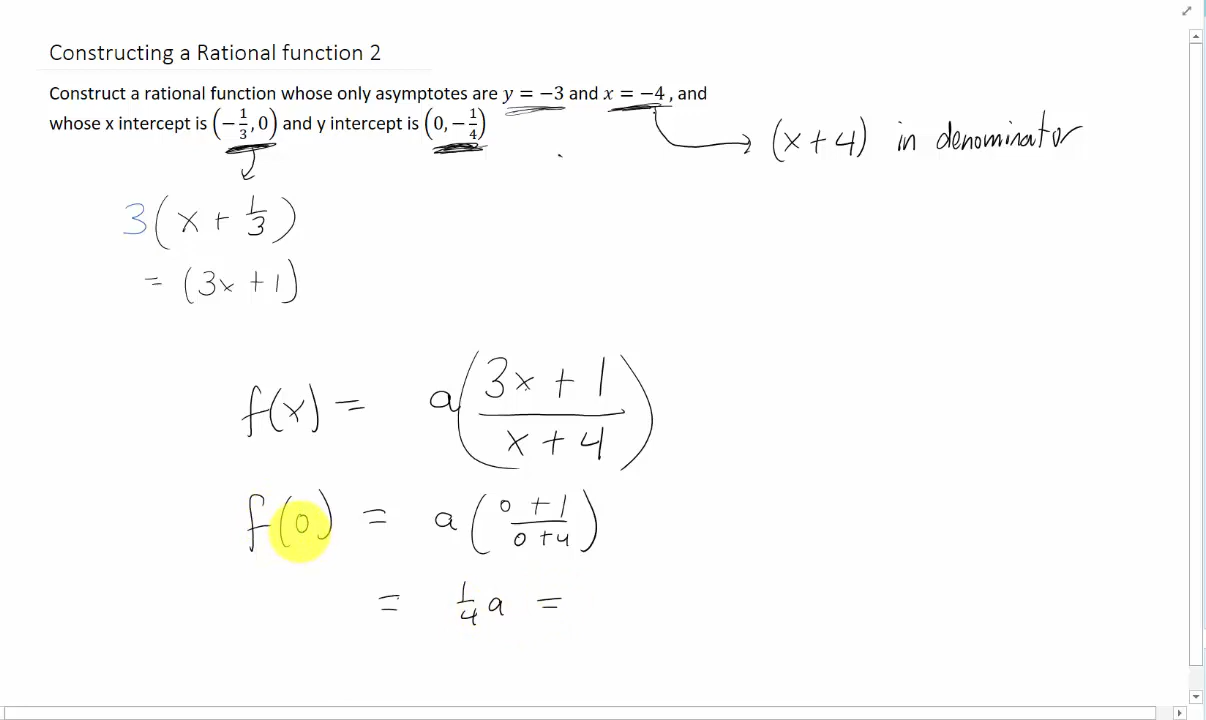 Constructing a Rational function 2
Construct a rational function whose only asymptotes are y = −3 and x = −4 , and
whose x intercept is (−1/3, 0) and y intercept is (0, −1/4)
(x + 4) in denominator
3(x + 1/3)
= (3x + 1)
f(x) = a((3x + 1)/(x + 4))
f(0) = a((0 + 1)/(0 + 4))
= 1/4 a =